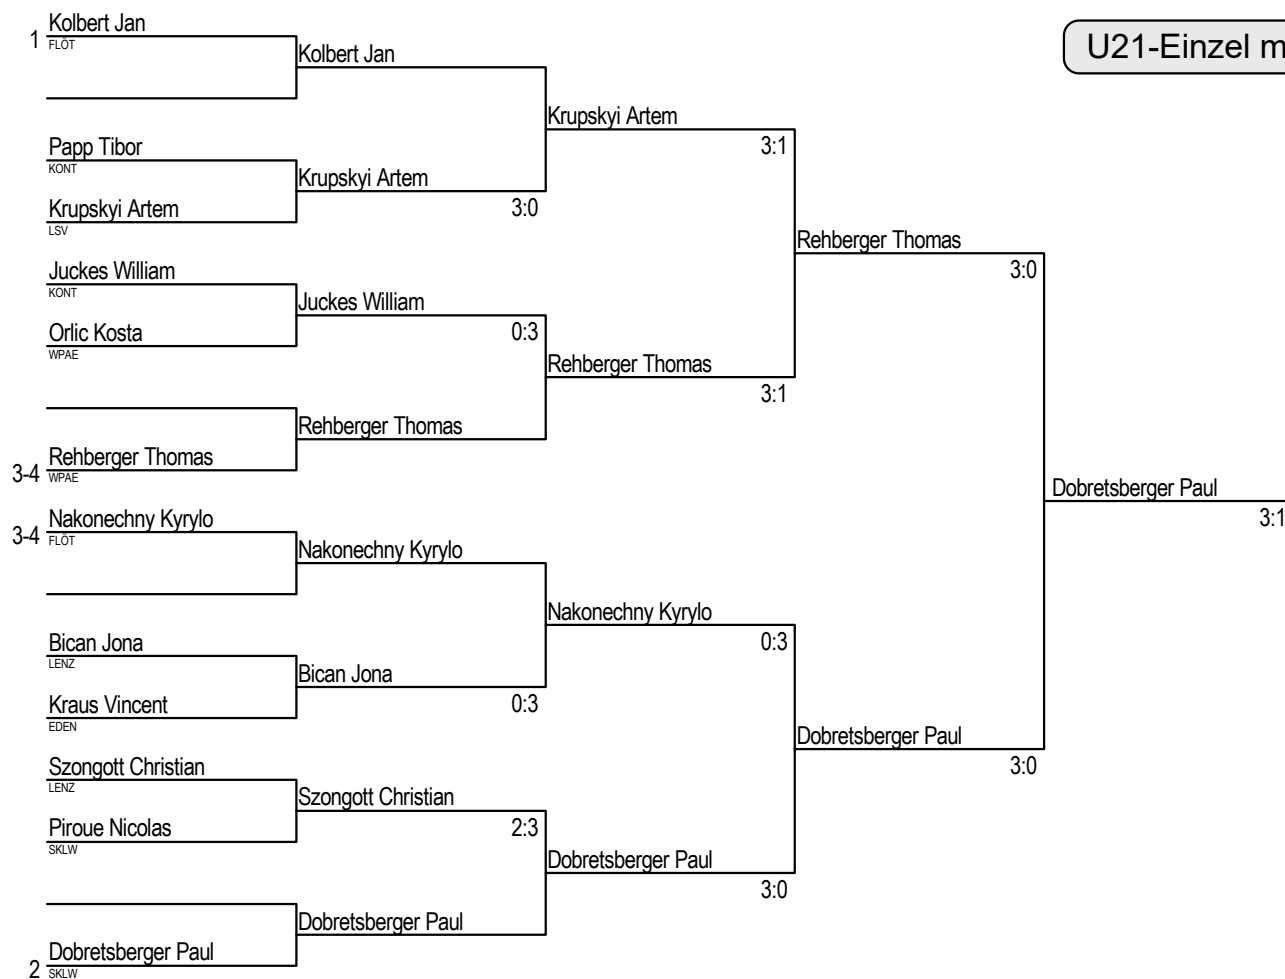 U21-Einzel m
1
Kolbert Jan
FLÖT
Papp Tibor
KONT
Krupskyi Artem
LSV
Juckes William
KONT
Orlic Kosta
WPAE
3-4
Rehberger Thomas
WPAE
3-4
Nakonechny Kyrylo
FLÖT
Bican Jona
LENZ
Kraus Vincent
EDEN
Szongott Christian
LENZ
Piroue Nicolas
SKLW
2
Dobretsberger Paul
SKLW
Kolbert Jan
Krupskyi Artem
3:0
Juckes William
0:3
Rehberger Thomas
Nakonechny Kyrylo
Bican Jona
0:3
Szongott Christian
2:3
Dobretsberger Paul
Krupskyi Artem
3:1
Rehberger Thomas
3:1
Nakonechny Kyrylo
0:3
Dobretsberger Paul
3:0
Rehberger Thomas
3:0
Dobretsberger Paul
3:0
Dobretsberger Paul
3:1